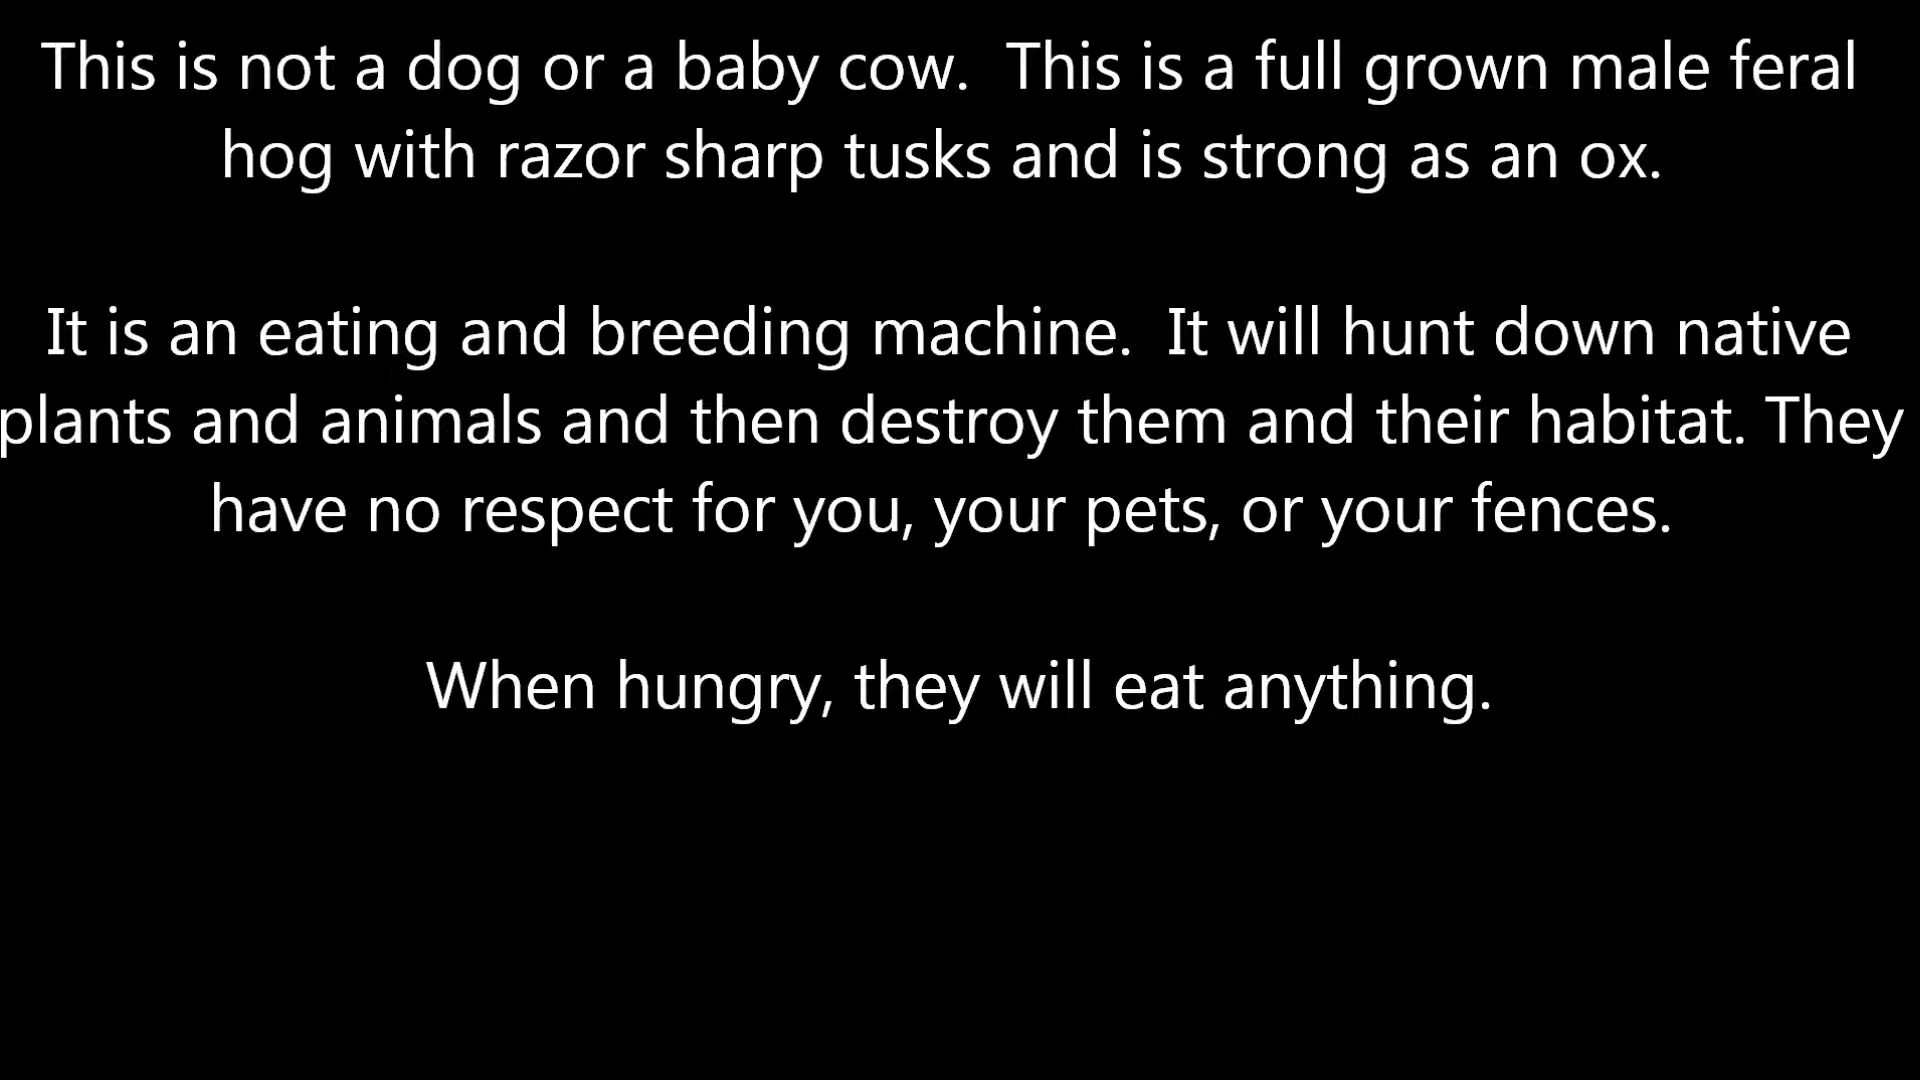 This is not a dog or a baby cow.  This is a full grown male feral
hog with razor sharp tusks and is strong as an ox.
It is an eating and breeding machine.  It will hunt down native
plants and animals and then destroy them and their habitat. They
have no respect for you, your pets, or your fences.
When hungry, they will eat anything.